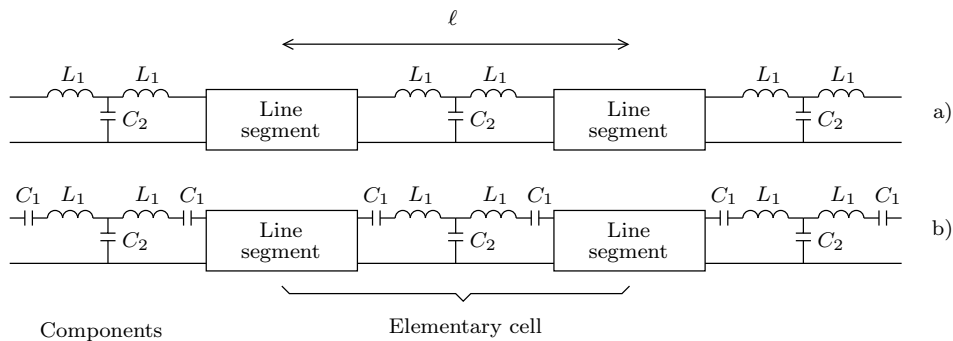 ℓ
L₁ L₁ L₁ L₁ L₁ L₁
C₂ C₂ C₂
Line segment Line segment
a)
C₁ L₁ L₁ C₁ C₁ L₁ L₁ C₁ C₁ L₁ L₁ C₁
C₂ C₂ C₂
Line segment Line segment
b)
Components
Elementary cell